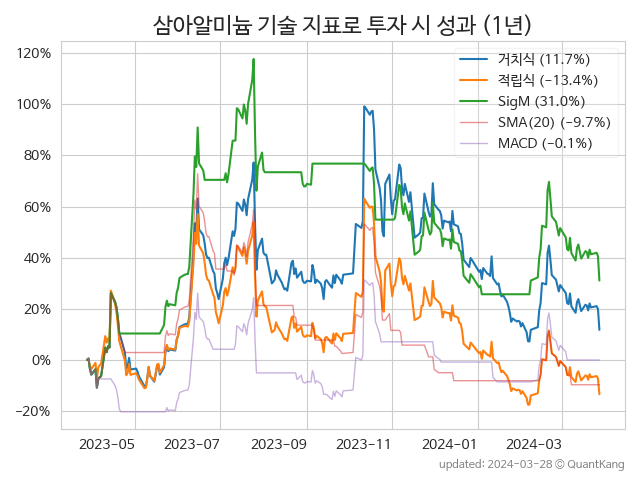 삼아알미늄 기술 지표로 투자 시 성과 (1년)
120%
100%
80%
60%
40%
20%
0%
−20%
거치식 (11.7%)
적립식 (−13.4%)
SigM (31.0%)
SMA(20) (−9.7%)
MACD (−0.1%)
2023-05
2023-07
2023-09
2023-11
2024-01
2024-03
updated: 2024-03-28 © QuantKang